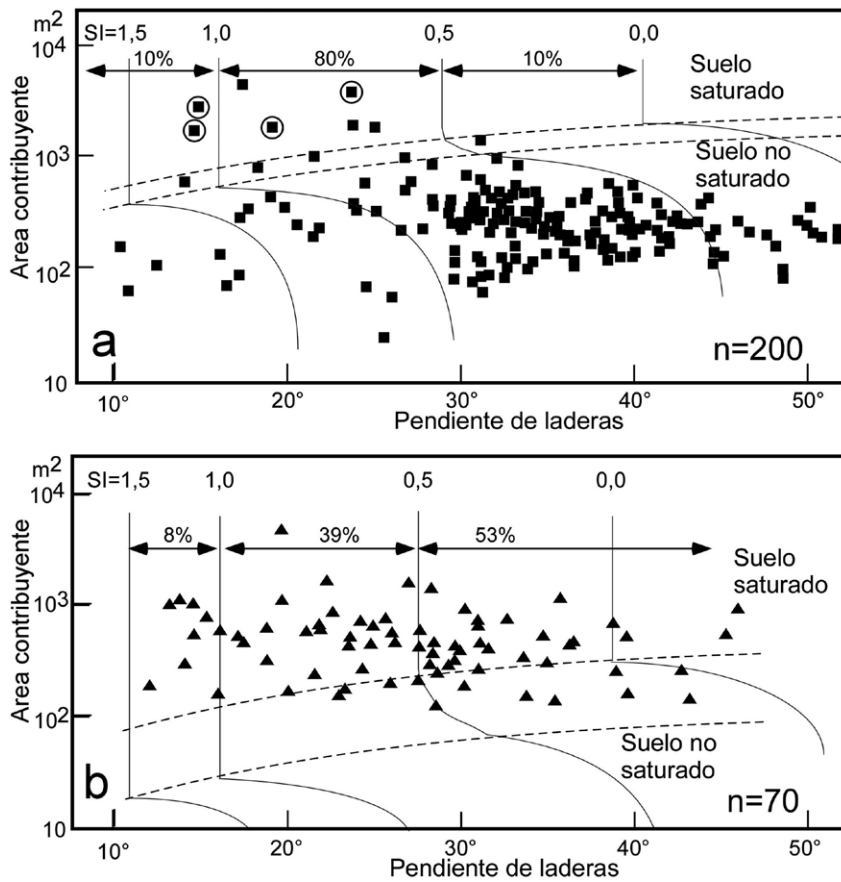 m²
SI=1,5 1,0 0,5 0,0
10⁴
10% 80% 10%
Suelo
saturado
10³
Suelo no
saturado
Area contribuyente
10²
a
n=200
10
10° 20° 30° 40° 50°
Pendiente de laderas
m²
SI=1,5 1,0 0,5 0,0
10⁴
8% 39% 53%
Suelo
saturado
10³
Area contribuyente
10²
Suelo no
saturado
b
n=70
10
10° 20° 30° 40° 50°
Pendiente de laderas